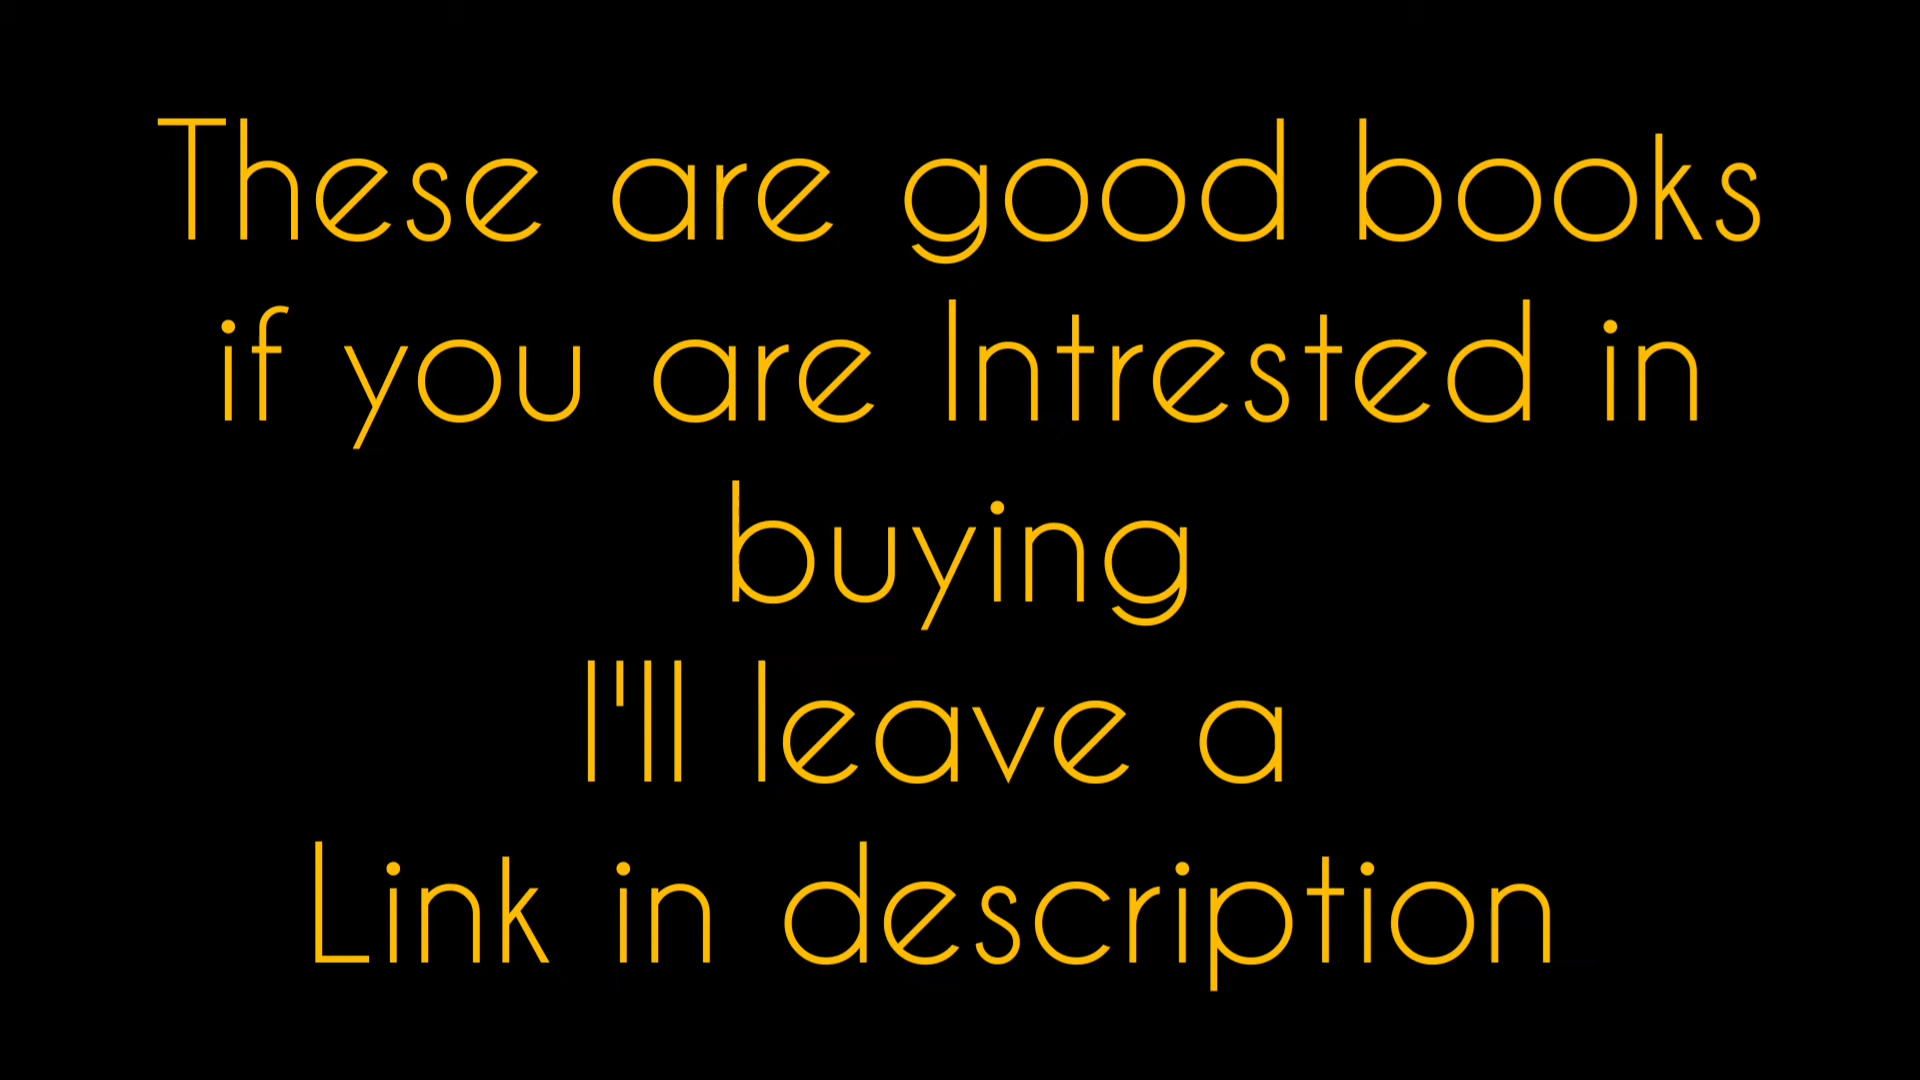 These are good books
if you are Intrested in
buying
I'll leave a
Link in description